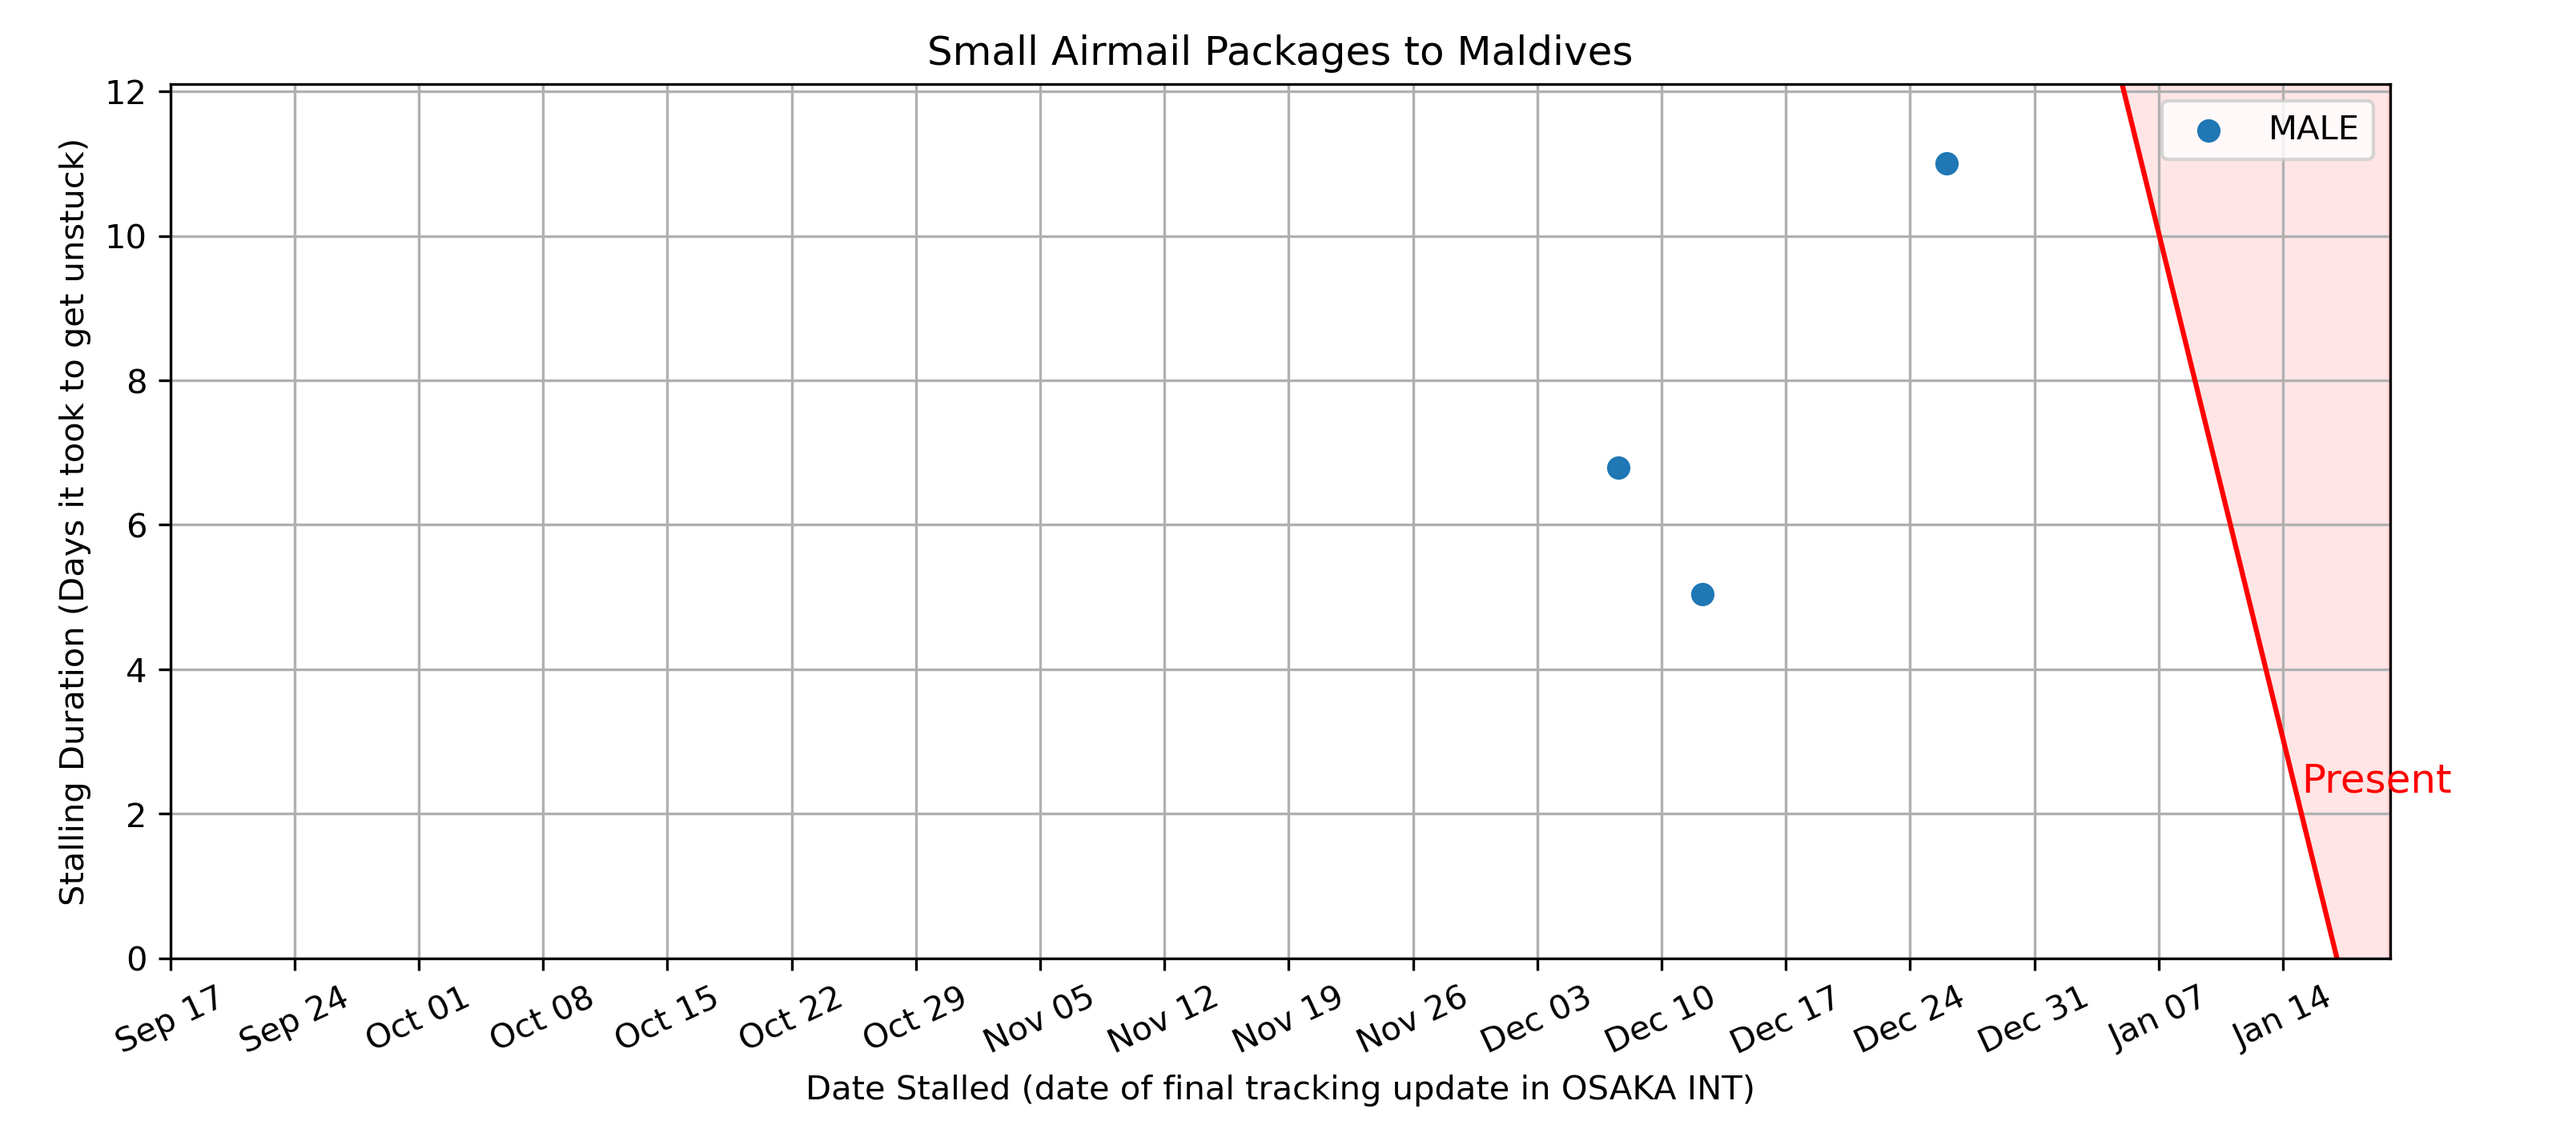 Small Airmail Packages to Maldives
MALE
Present
12
10
8
6
4
2
0
Stalling Duration (Days it took to get unstuck)
Sep 17 Sep 24 Oct 01 Oct 08 Oct 15 Oct 22 Oct 29 Nov 05 Nov 12 Nov 19 Nov 26 Dec 03 Dec 10 Dec 17 Dec 24 Dec 31 Jan 07 Jan 14
Date Stalled (date of final tracking update in OSAKA INT)